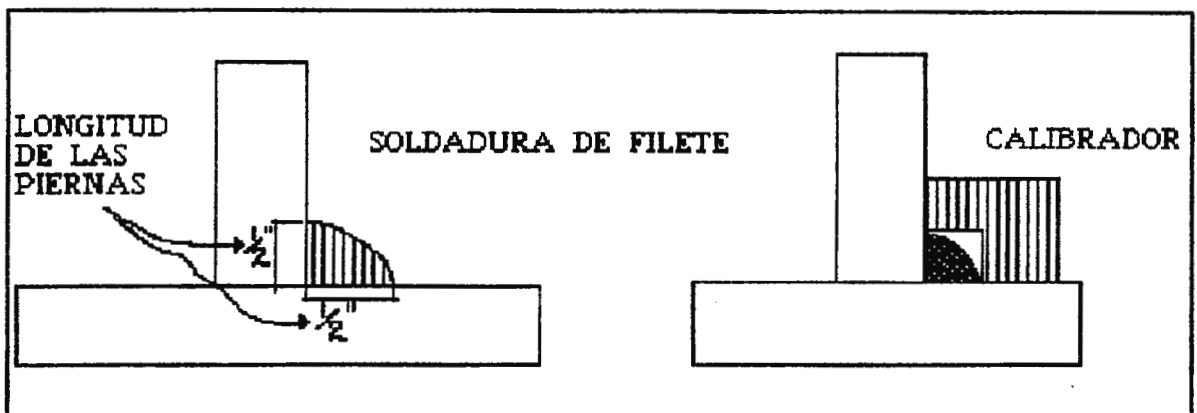 LONGITUD
DE LAS
PIERNAS
SOLDADURA DE FILETE
CALIBRADOR
1/2"
1/2"